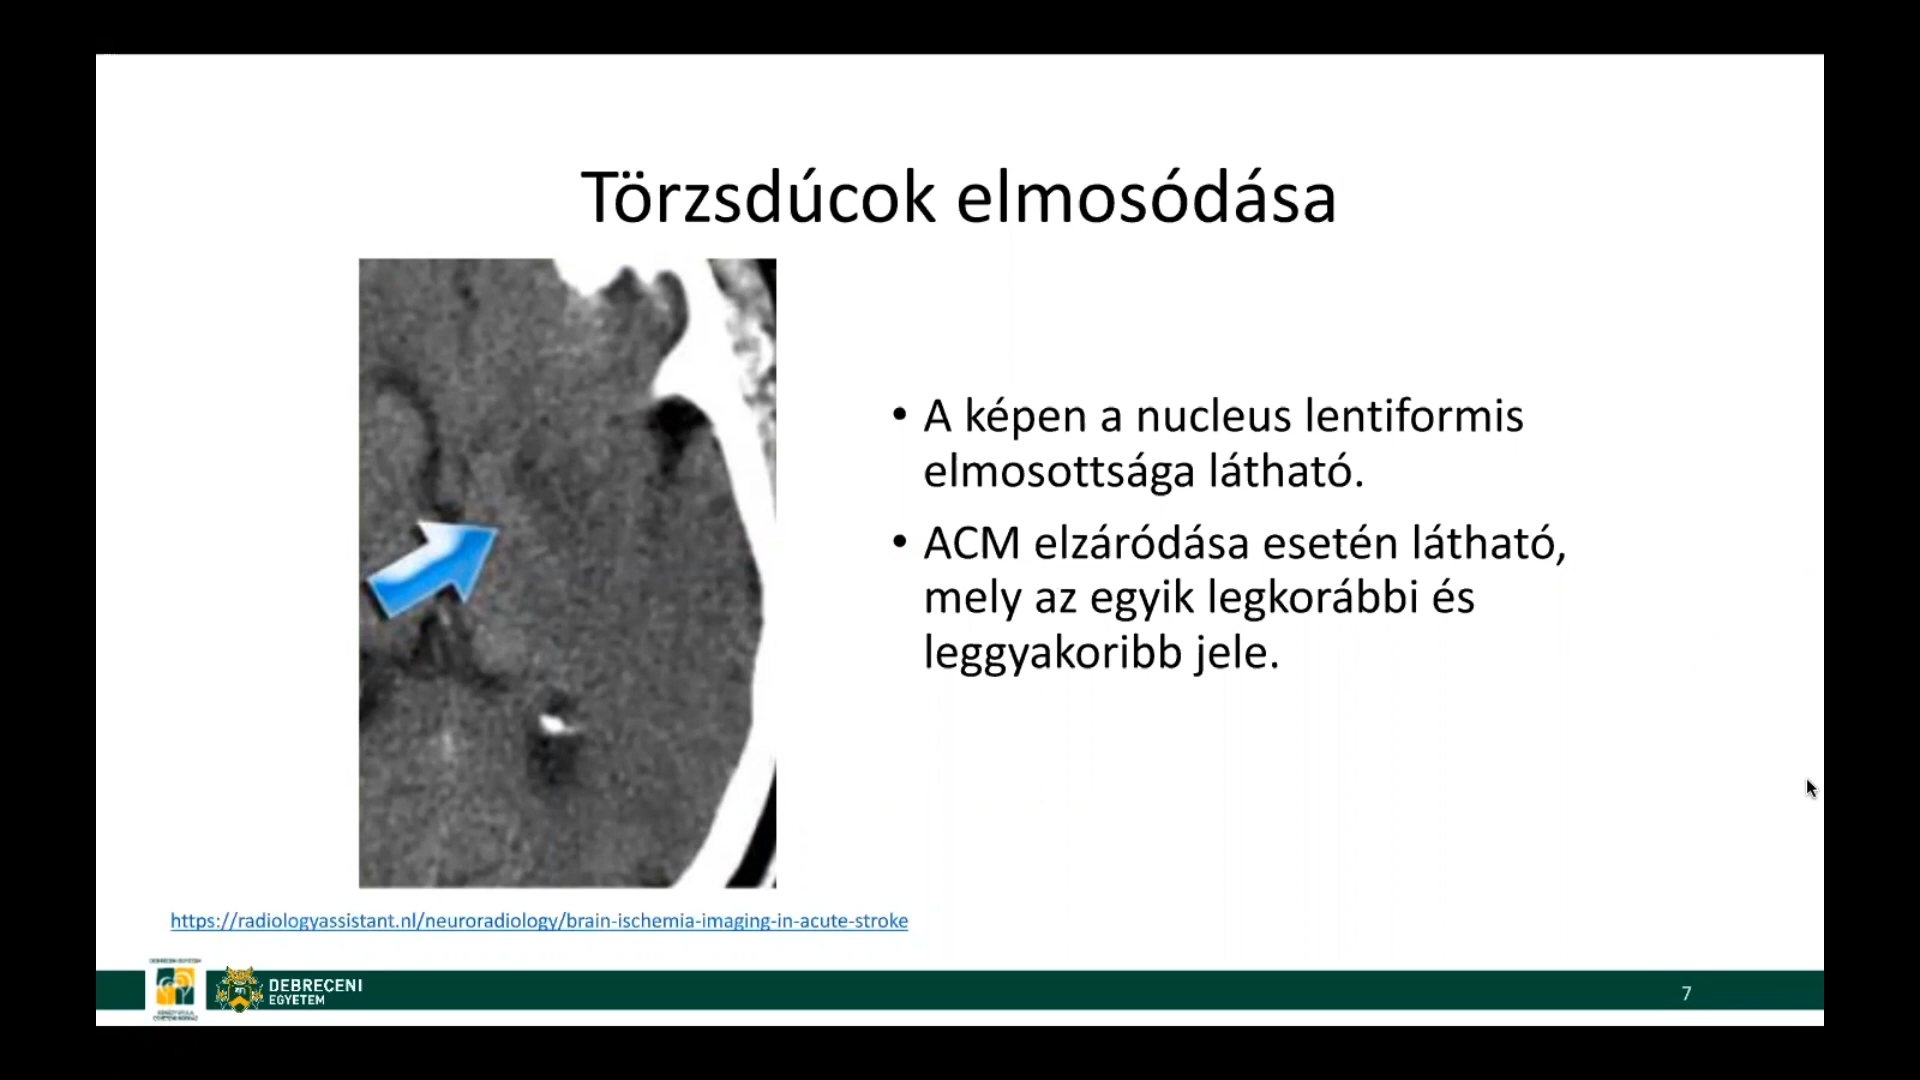 Törzsdúcok elmosódása
• A képen a nucleus lentiformis
elmosottsága látható.
• ACM elzáródása esetén látható,
mely az egyik legkorábbi és
leggyakoribb jele.
https://radiologyassistant.nl/neuroradiology/brain-ischemia-imaging-in-acute-stroke
DEBRECENI
EGYETEM
7